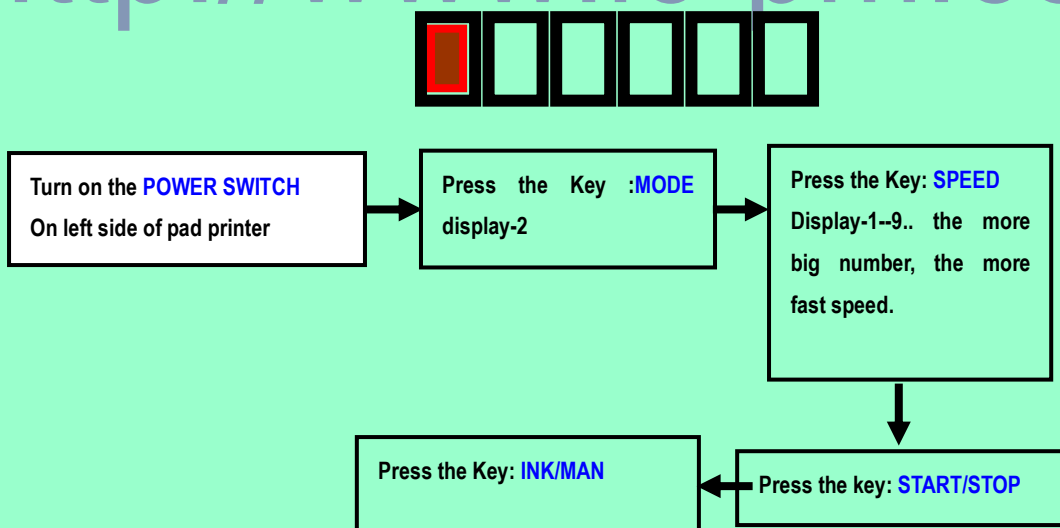 Turn on the POWER SWITCH
On left side of pad printer
Press the Key :MODE
display-2
Press the Key: SPEED
Display-1--9.. the more
big number, the more
fast speed.
Press the key: START/STOP
Press the Key: INK/MAN